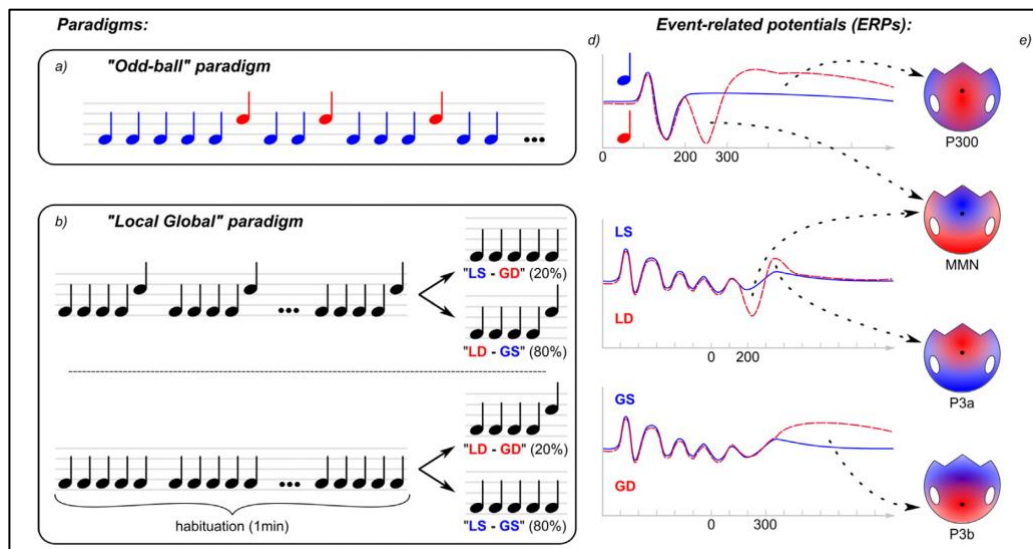 Paradigms:
a)
"Odd-ball" paradigm
...
b)
"Local Global" paradigm
"LS - GD" (20%)
...
"LD - GS" (80%)
"LD - GD" (20%)
...
"LS - GS" (80%)
habituation (1min)
Event-related potentials (ERPs):
d)
e)
0 200 300
P300
MMN
LS
LD
0 200
P3a
GS
GD
0 300
P3b